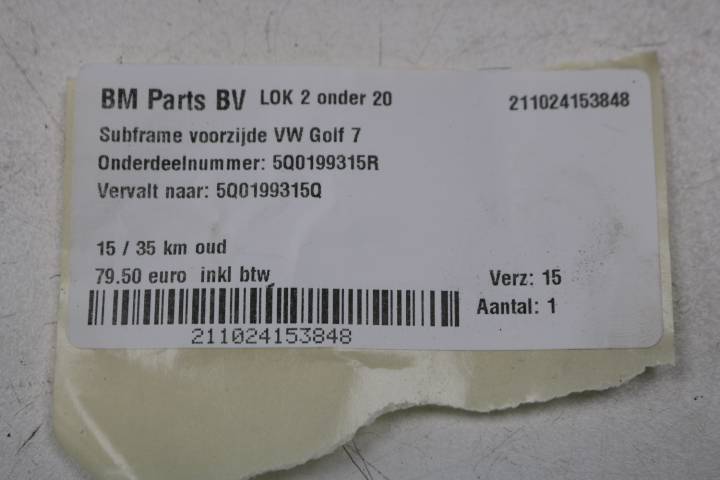 BM Parts BV LOK 2 onder 20 211024153848
Subframe voorzijde VW Golf 7
Onderdeelnummer: 5Q0199315R
Vervalt naar: 5Q0199315Q
15 / 35 km oud
79.50 euro inkl btw Verz: 15
Aantal: 1
211024153848